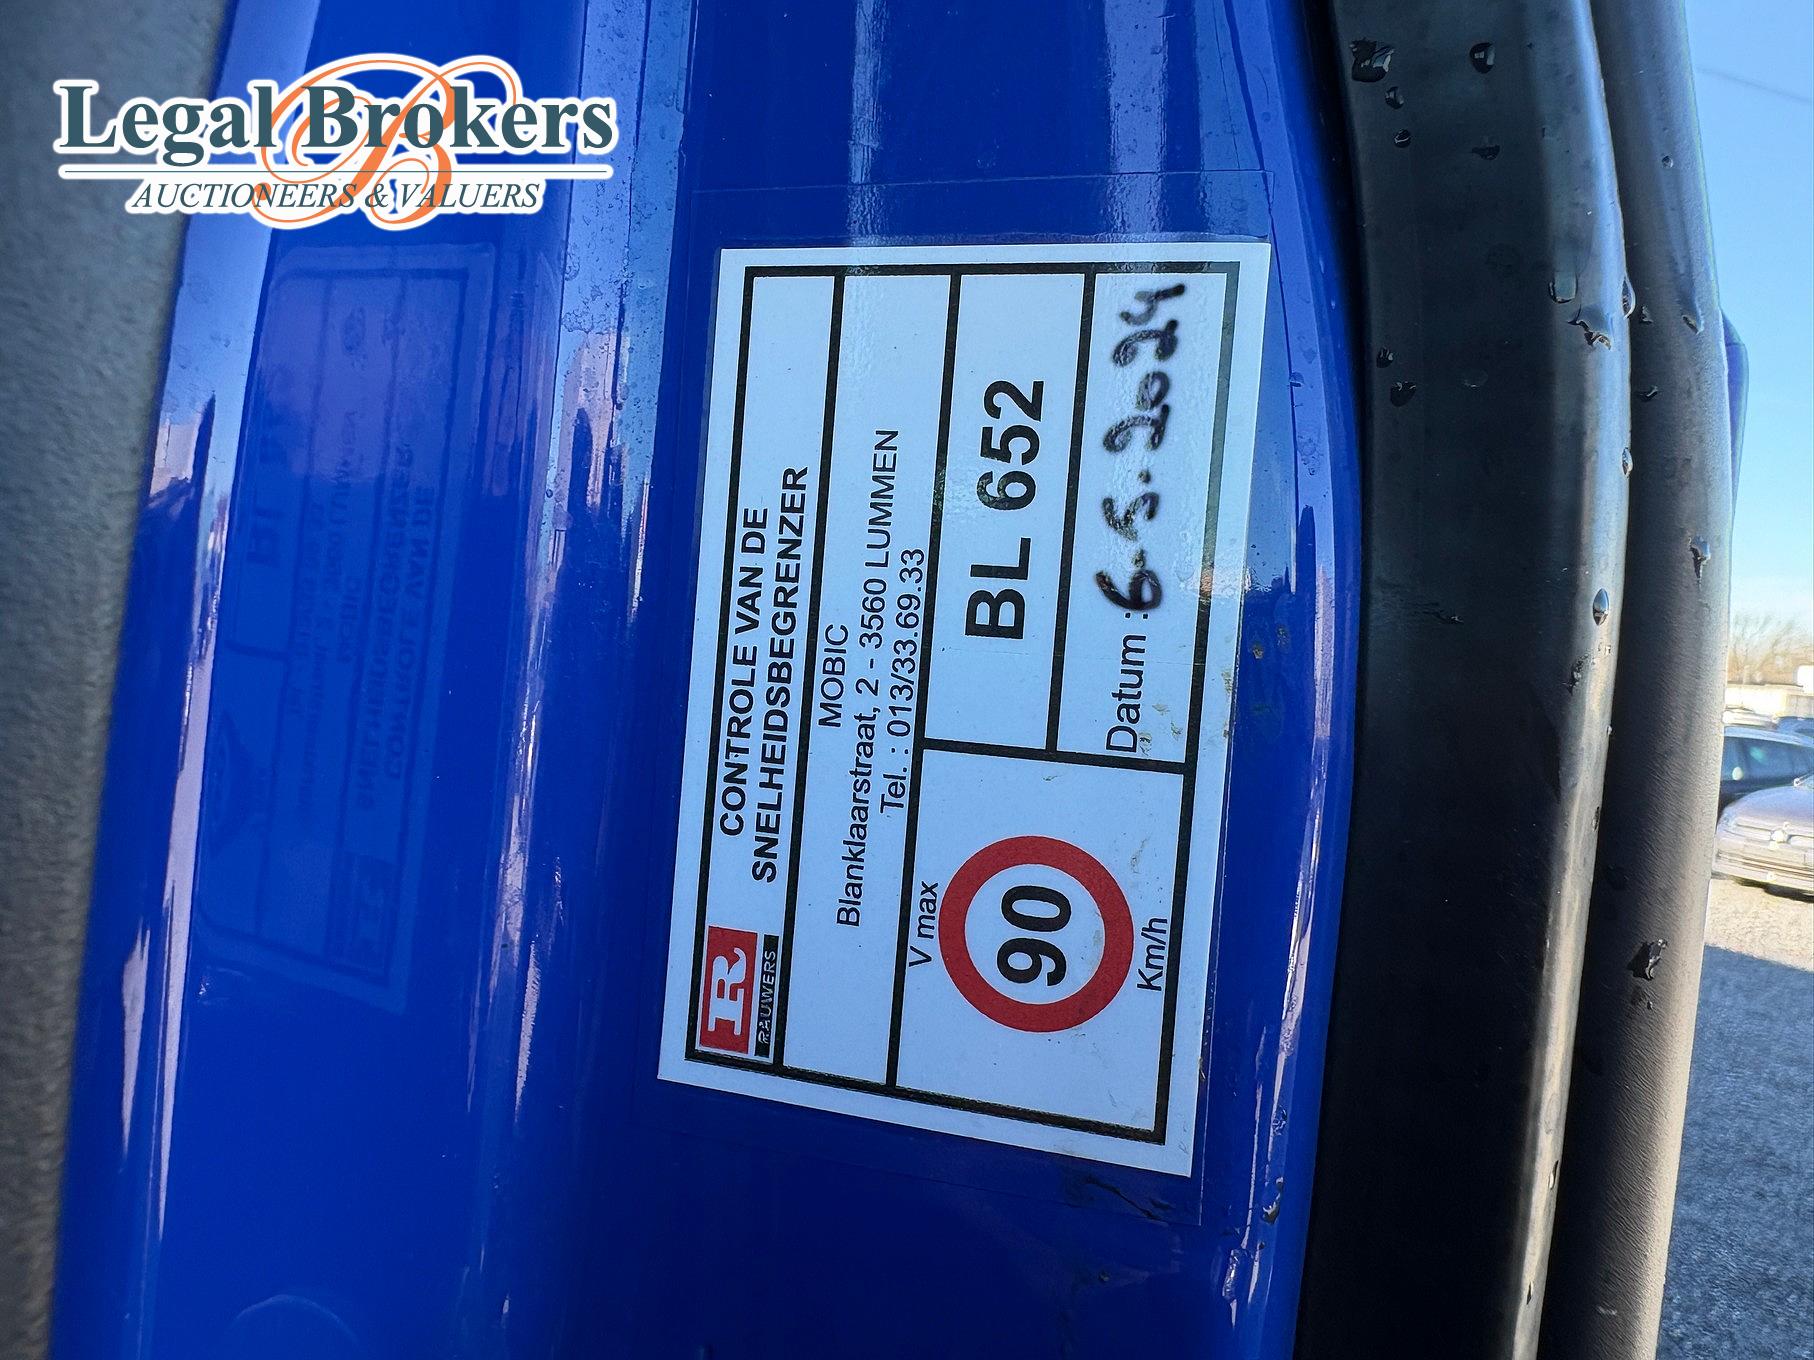 Legal Brokers
AUCTIONEERS & VALUERS
R
RAUWERS
CONTROLE VAN DE
SNELHEIDSBEGRENZER
MOBIC
Blanklaarstraat, 2 - 3560 LUMMEN
Tel. : 013/33.69.33
V max
90
Km/h
BL 652
Datum : 6.5.2024